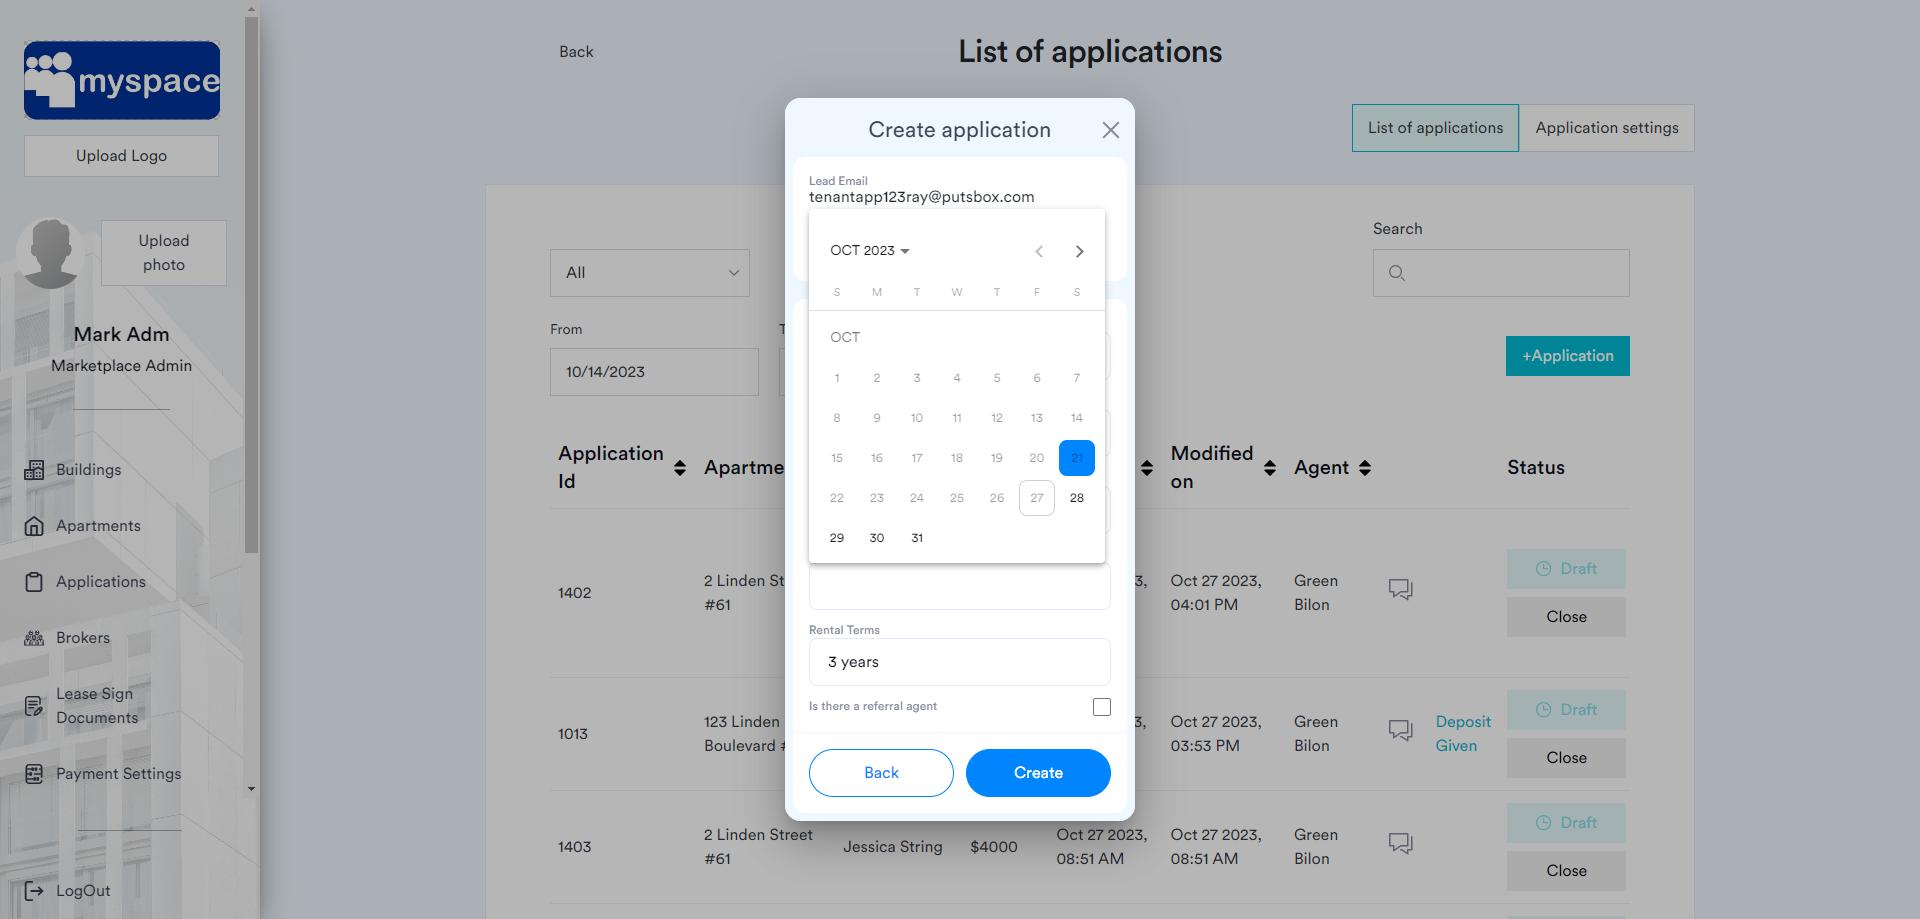 myspace
Upload Logo
Upload
photo
Mark Adm
Marketplace Admin
Buildings
Apartments
Applications
Brokers
Lease Sign
Documents
Payment Settings
LogOut
Back
List of applications
List of applications
Application settings
All
Search
From
T
10/14/2023
+Application
Application
Id
Apartme
Modified
on
Agent
Status
1402
2 Linden St
#61
3,
Oct 27 2023,
04:01 PM
Green
Bilon
Draft
Close
1013
123 Linden
Boulevard #
3,
Oct 27 2023,
03:53 PM
Green
Bilon
Deposit
Given
Draft
Close
1403
2 Linden Street
#61
Jessica String
$4000
Oct 27 2023,
08:51 AM
Oct 27 2023,
08:51 AM
Green
Bilon
Draft
Close
Create application
Lead Email
tenantapp123ray@putsbox.com
OCT 2023
S M T W T F S
OCT
1 2 3 4 5 6 7
8 9 10 11 12 13 14
15 16 17 18 19 20 21
22 23 24 25 26 27 28
29 30 31
Rental Terms
3 years
Is there a referral agent
Back
Create